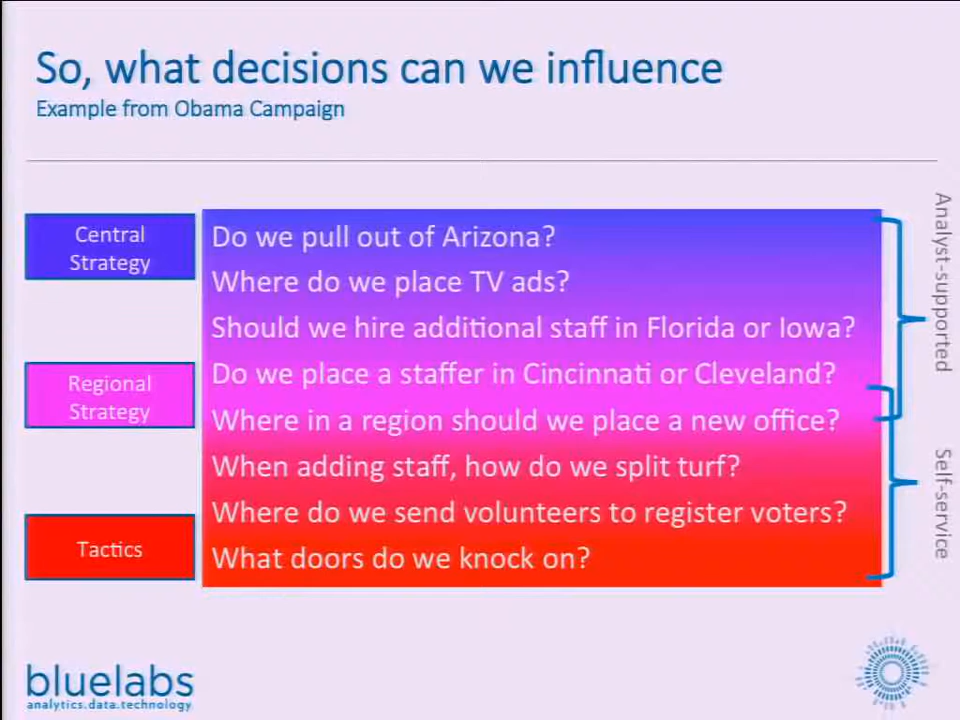 So, what decisions can we influence
Example from Obama Campaign
Central
Strategy
Do we pull out of Arizona?
Where do we place TV ads?
Should we hire additional staff in Florida or Iowa?
Regional
Strategy
Do we place a staffer in Cincinnati or Cleveland?
Where in a region should we place a new office?
When adding staff, how do we split turf?
Where do we send volunteers to register voters?
Tactics
What doors do we knock on?
Analyst-supported
Self-service
bluelabs
analytics.data.technology